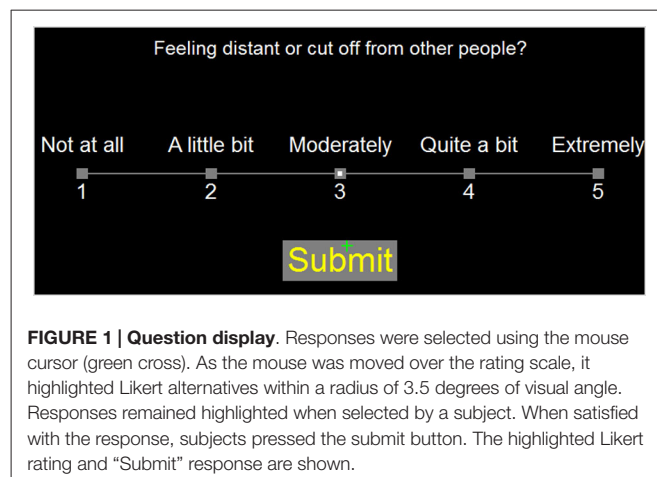 Feeling distant or cut off from other people?
Not at all A little bit Moderately Quite a bit Extremely
1 2 3 4 5
Submit
FIGURE 1 | Question display. Responses were selected using the mouse
cursor (green cross). As the mouse was moved over the rating scale, it
highlighted Likert alternatives within a radius of 3.5 degrees of visual angle.
Responses remained highlighted when selected by a subject. When satisfied
with the response, subjects pressed the submit button. The highlighted Likert
rating and “Submit” response are shown.